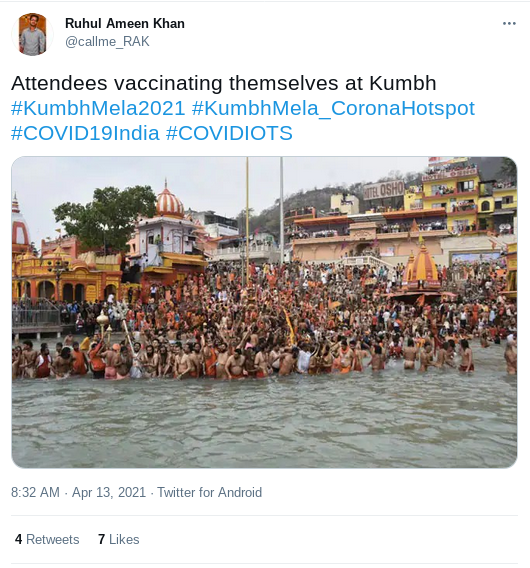 Ruhul Ameen Khan
@callme_RAK
Attendees vaccinating themselves at Kumbh
#KumbhMela2021 #KumbhMela_CoronaHotspot
#COVID19India #COVIDIOTS
HOTEL OSHO
8:32 AM · Apr 13, 2021 · Twitter for Android
4 Retweets 7 Likes